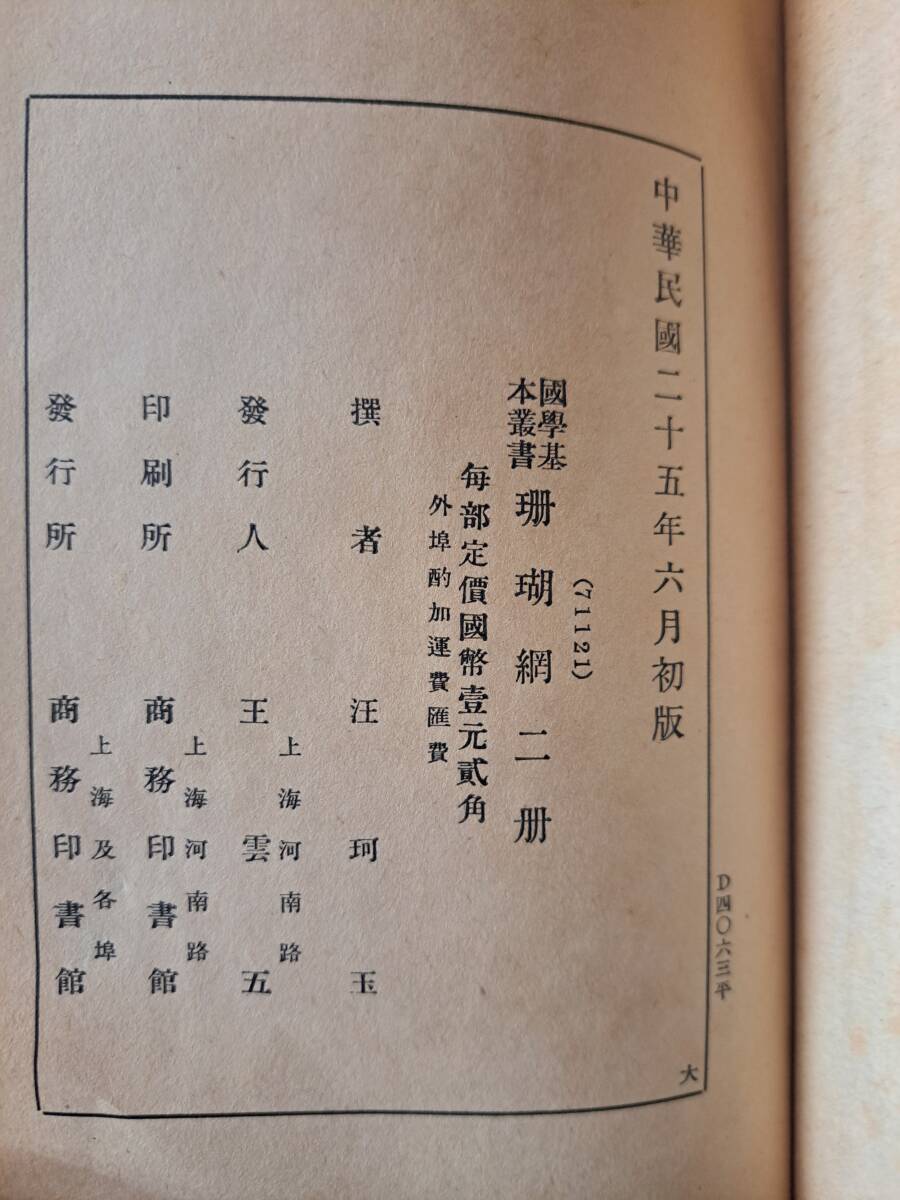 D四〇六三平
中華民國二十五年六月初版
大
(71121)
國學基
本叢書
珊瑚網二册
每部定價國幣壹元貳角
外埠酌加運費匯費
撰者 汪珂玉
上海河南路
發行人 王雲五
上海河南路
印刷所 商務印書館
上海及各埠
發行所 商務印書館